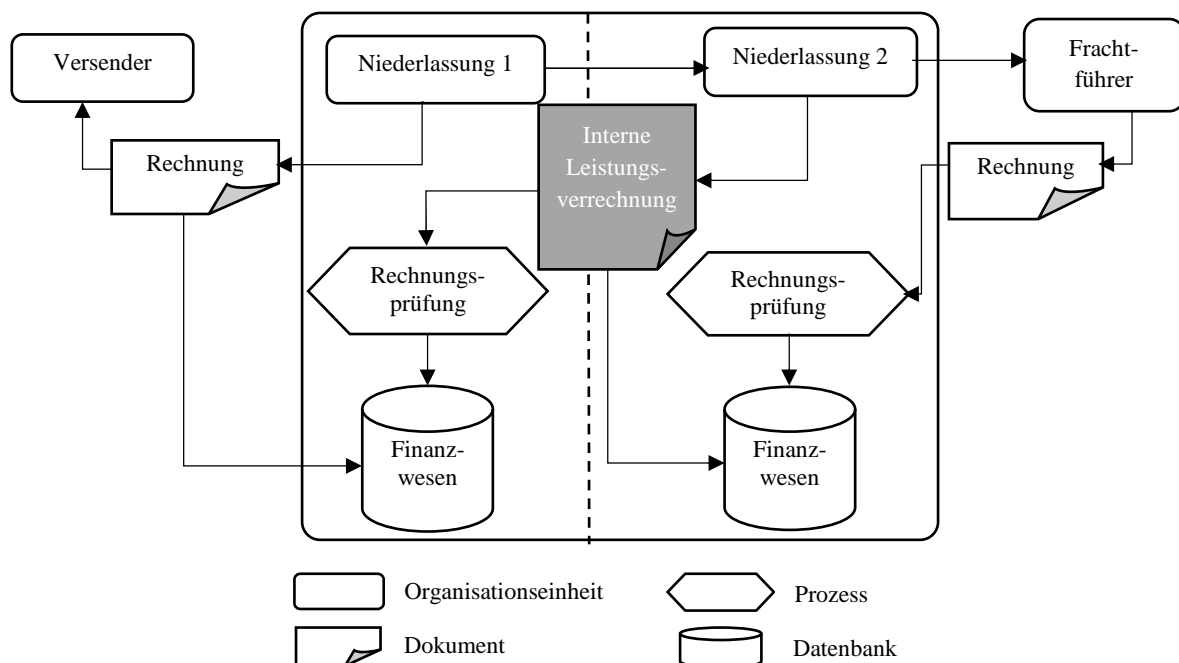 Versender
Niederlassung 1
Niederlassung 2
Fracht-
führer
Rechnung
Interne
Leistungs-
verrechnung
Rechnung
Rechnungs-
prüfung
Rechnungs-
prüfung
Finanz-
wesen
Finanz-
wesen
Organisationseinheit
Prozess
Dokument
Datenbank